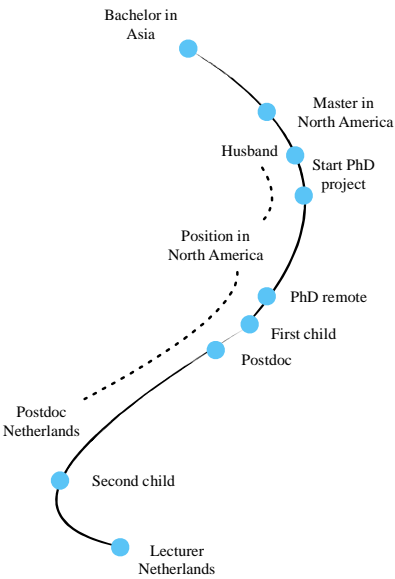 Bachelor in
Asia
Master in
North America
Husband
Start PhD
project
Position in
North America
PhD remote
First child
Postdoc
Postdoc
Netherlands
Second child
Lecturer
Netherlands